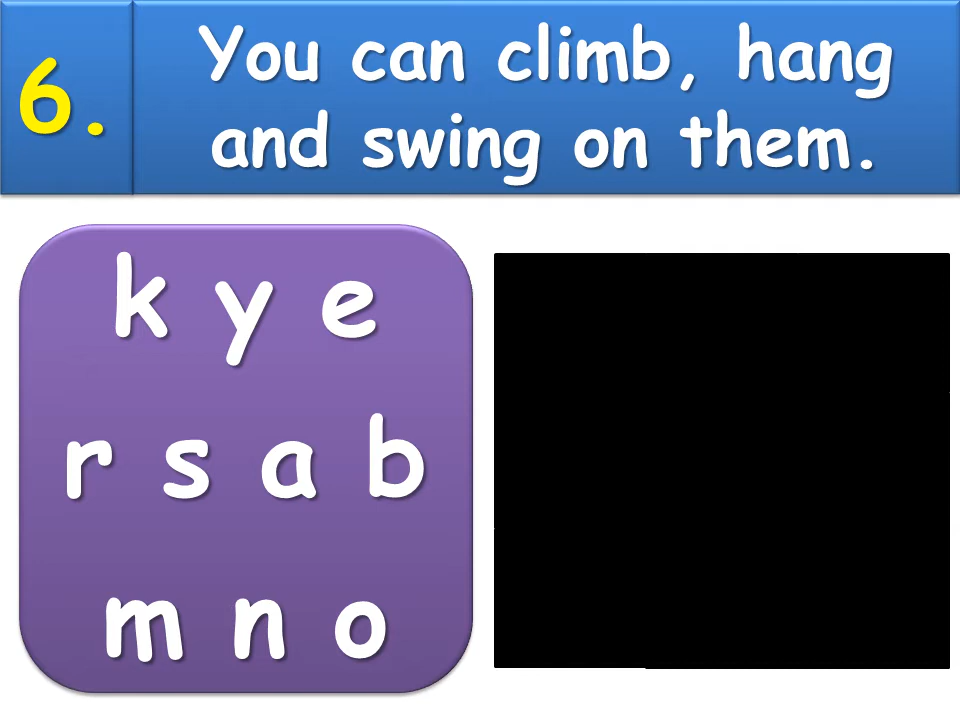 6.
You can climb, hang
and swing on them.
k y e
r s a b
m n o